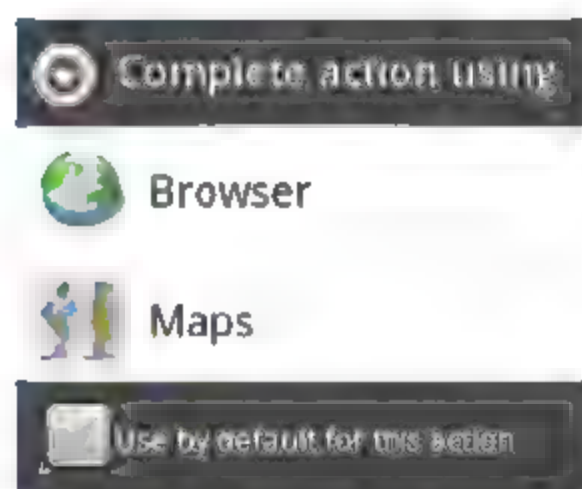 Complete action using
Browser
Maps
Use by default for this action